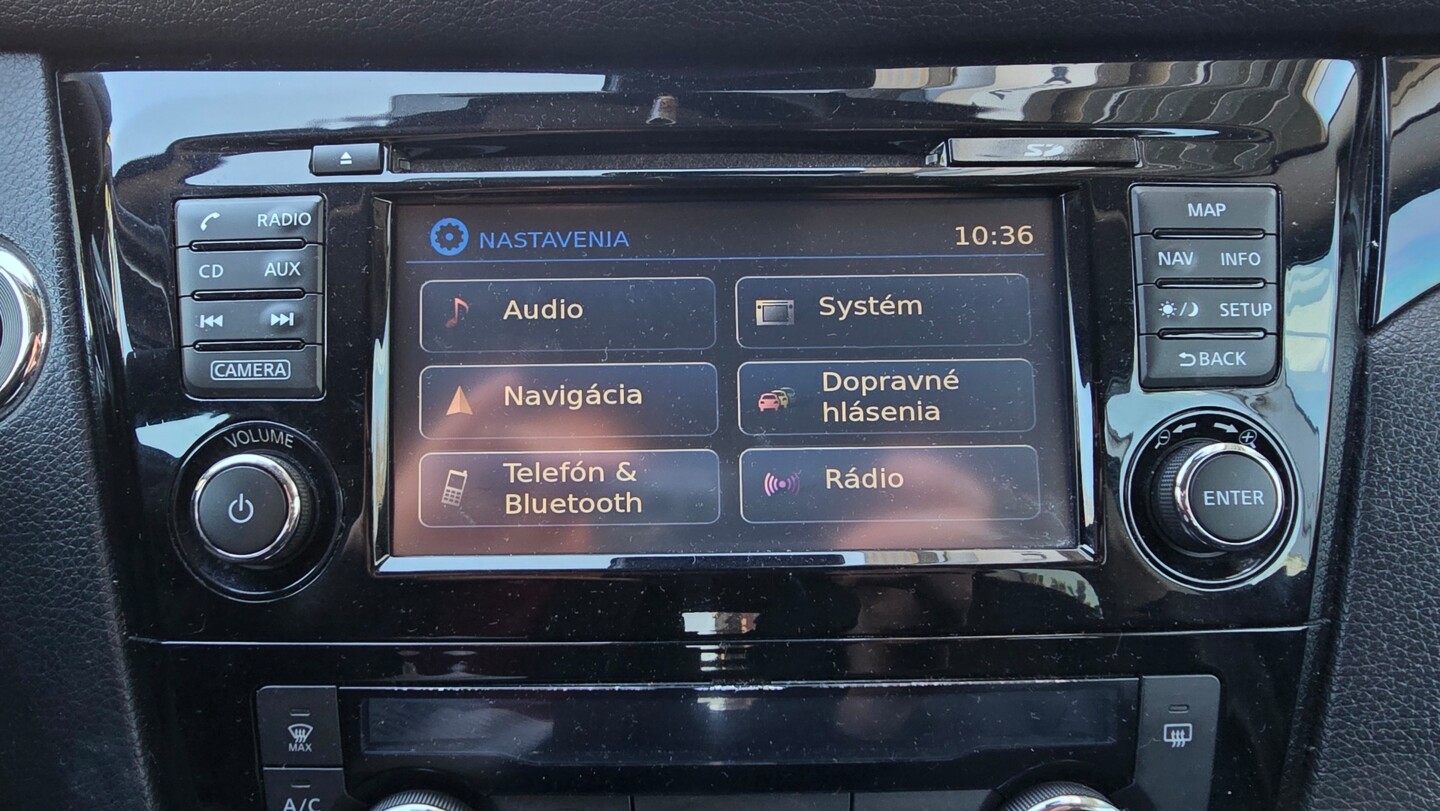 SD
RADIO
CD AUX
CAMERA
VOLUME
NASTAVENIA 10:36
Audio
Systém
Navigácia
Dopravné
hlásenia
Telefón &
Bluetooth
Rádio
MAP
NAV INFO
SETUP
BACK
ENTER
MAX
A/C